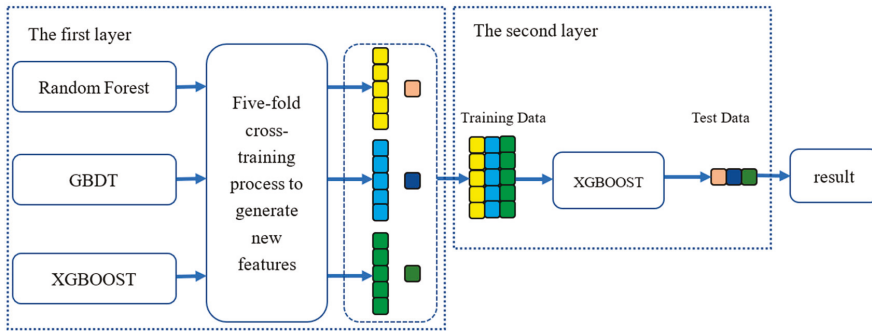 The first layer
Random Forest
GBDT
XGBOOST
Five-fold
cross-
training
process to
generate
new
features
The second layer
Training Data
XGBOOST
Test Data
result